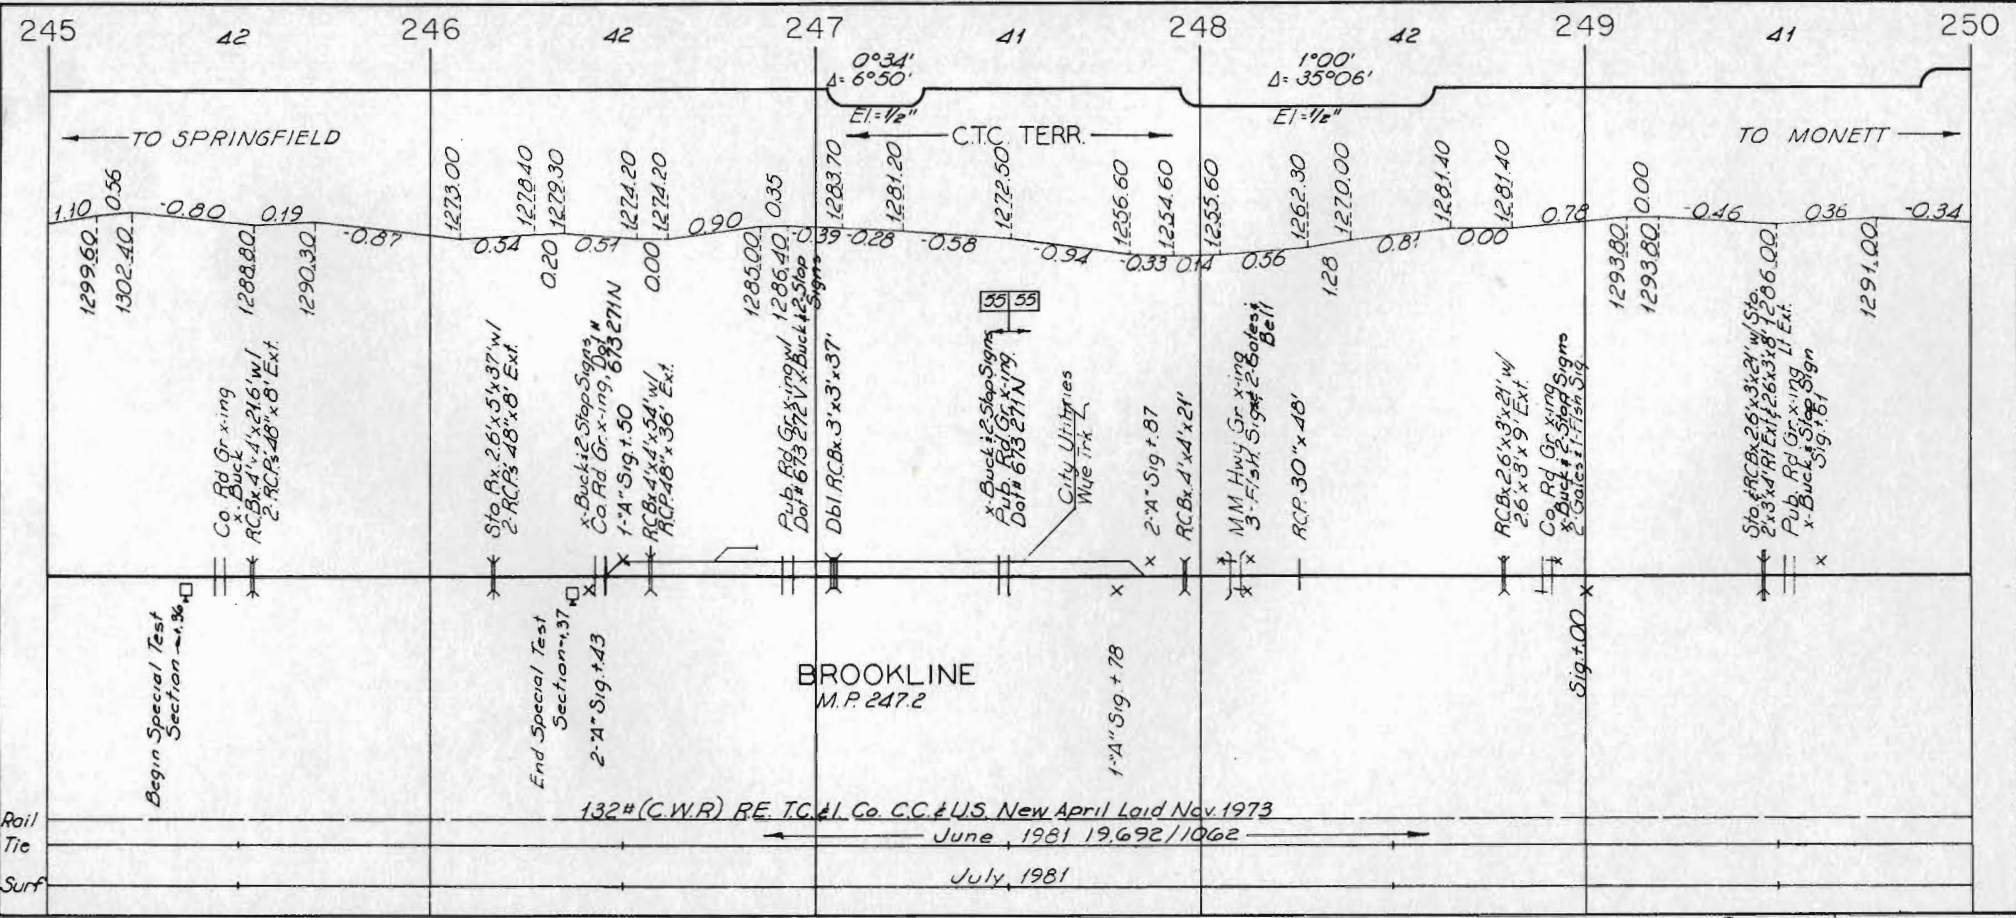 245 42 246 42 247 41 248 42 249 41 250
0°34'
Δ= 6°50'
El.=1/2"
1°00'
Δ= 35°06'
El=1/2"
TO SPRINGFIELD
C.T.C. TERR.
TO MONETT
1.10 0.56 -0.80 0.19 -0.87 0.54 0.20 0.51 0.00 0.90 0.35 -0.39 -0.28 -0.58 -0.94 -0.33 0.14 0.56 1.28 0.81 0.00 0.78 0.00 -0.46 0.36 -0.34
1299.60
1302.40
1288.80
1290.30
1273.00
1278.40
1279.30
1274.20
1274.20
1285.00
1286.40
1283.70
1281.20
1272.50
1256.60
1254.60
1255.60
1262.30
1270.00
1281.40
1281.40
1293.80
1293.80
1286.00
1291.00
55 55
Co. Rd Gr. x-ing
x-Buck
RCBx.4'x4'x21.6' w/
2-RCP's 48"x8' Ext.
Sto Rx. 2.6'x5'x37' w/
2-RCP's 48"x8' Ext.
x-Buck & 2 Stop Signs
Co Rd Gr. x-ing, Dot #
673 271N
1-"A" Sig.+.50
RCBx 4'x4'x54' w/
RCP.48"x36' Ext.
Pub. Rd Gr x-ing w/
Dot # 673 272V x-Buck & 2-Stop
Signs
Dbl. RCBx. 3'x3'x37'
x-Buck & 2 Stop Signs
Pub. Rd Gr. x-ing.
Dot# 673 271N
City Utilities
Wye Trk
2-"A" Sig+.87
RCBx.4'x4'x21'
MM Hwy Gr x-ing
3-Flsh. Sig & 2-Gates &
Bell
RCP. 30"x48'
RCBx 2.6'x3'x21' w/
2.6'x3'x9' Ext.
Co. Rd Gr x-ing
x-Buck & 2-Stop Signs
2 Gates & 1-Flsh Sig.
Sto & RCBx 2.6'x3'x21' w/ Sto.
2'x3'x4' Rt Ext & 2.6'x3'x8'
Lt Ext.
Pub. Rd Gr x-ing
x-Buck & Stop Sign
Sig.+.61
Begin Special Test
Section-1.36
End Special Test
Section-1.37
2-"A" Sig.+.43
BROOKLINE
M.P. 247.2
1-"A" Sig.+.78
Sig+.00
Rail 132#(C.W.R) R.E. T.C.& I. Co. C.C. & U.S. New April Laid Nov. 1973
Tie June 1981 19,692/1062
Surf July 1981